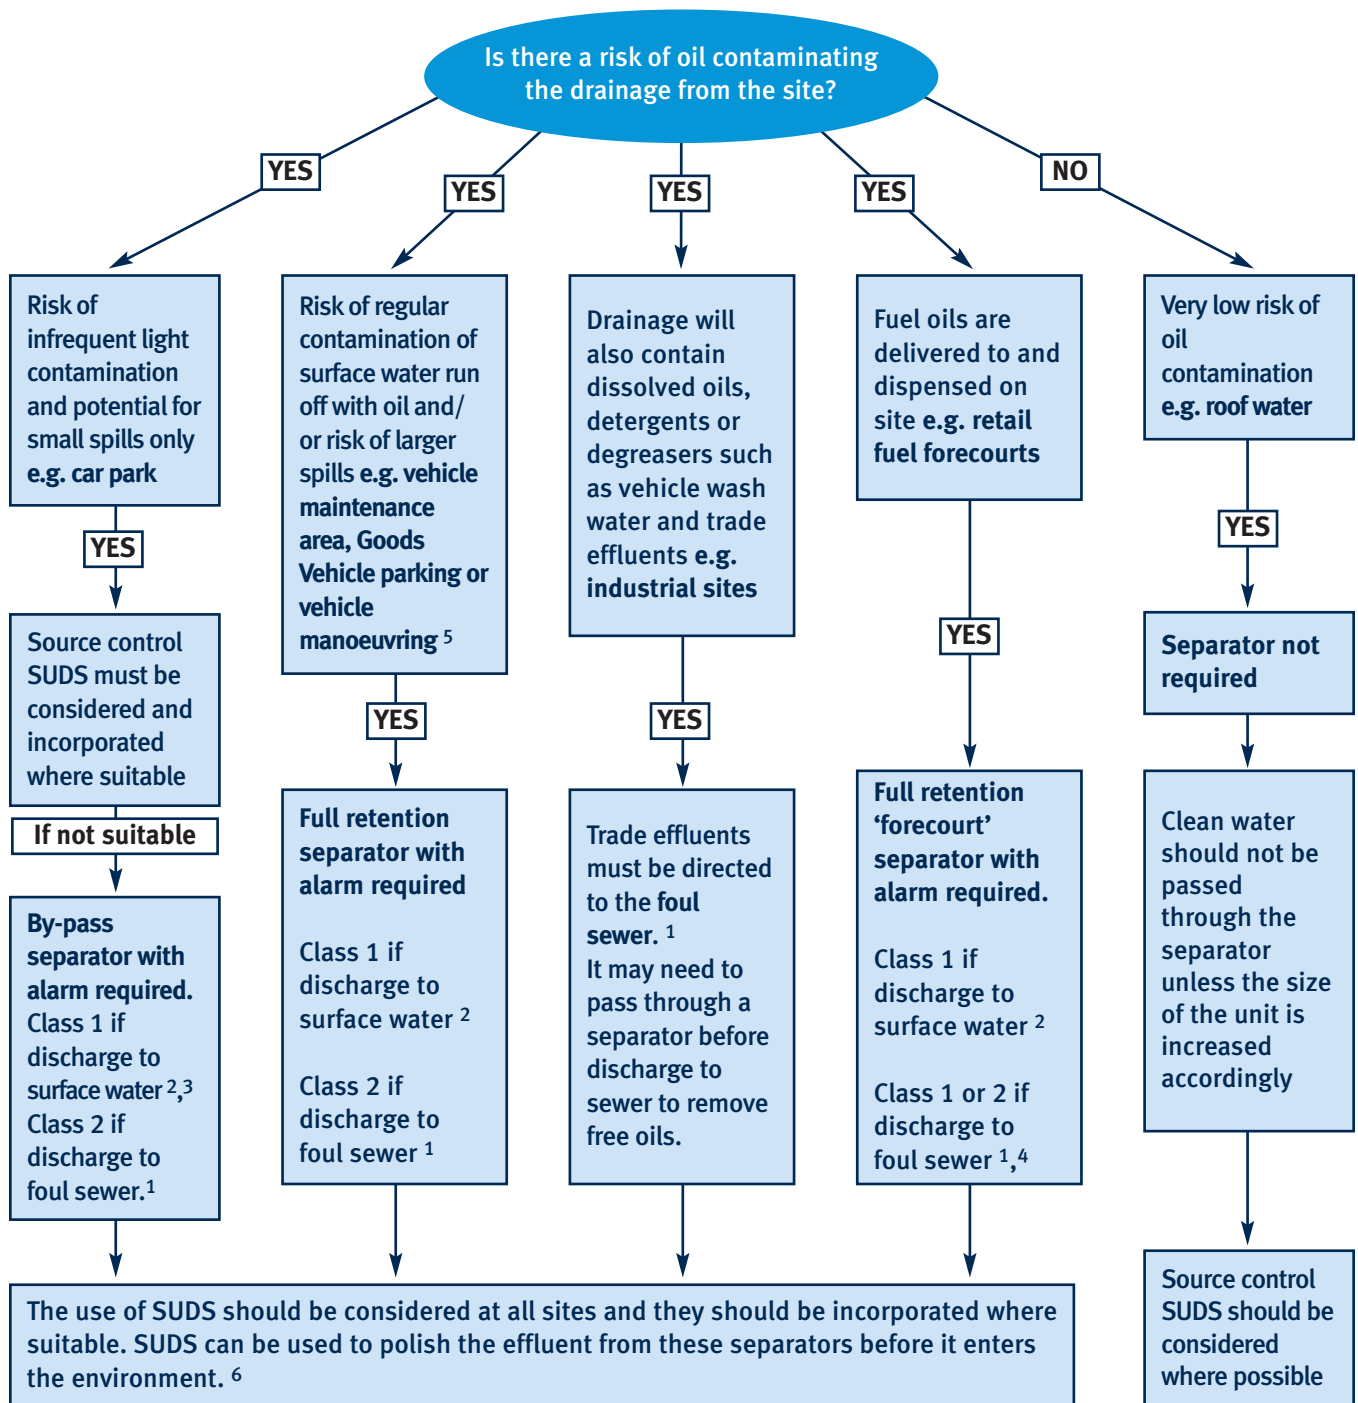 Is there a risk of oil contaminating
the drainage from the site?
YES
YES
YES
YES
NO
Risk of
infrequent light
contamination
and potential for
small spills only
e.g. car park
YES
Source control
SUDS must be
considered and
incorporated
where suitable
If not suitable
By-pass
separator with
alarm required.
Class 1 if
discharge to
surface water 2,3
Class 2 if
discharge to
foul sewer.1
Risk of regular
contamination of
surface water run
off with oil and/
or risk of larger
spills e.g. vehicle
maintenance
area, Goods
Vehicle parking or
vehicle
manoeuvring 5
YES
Full retention
separator with
alarm required
Class 1 if
discharge to
surface water 2
Class 2 if
discharge to
foul sewer 1
Drainage will
also contain
dissolved oils,
detergents or
degreasers such
as vehicle wash
water and trade
effluents e.g.
industrial sites
YES
Trade effluents
must be directed
to the foul
sewer. 1
It may need to
pass through a
separator before
discharge to
sewer to remove
free oils.
Fuel oils are
delivered to and
dispensed on
site e.g. retail
fuel forecourts
YES
Full retention
‘forecourt’
separator with
alarm required.
Class 1 if
discharge to
surface water 2
Class 1 or 2 if
discharge to
foul sewer 1,4
Very low risk of
oil
contamination
e.g. roof water
YES
Separator not
required
Clean water
should not be
passed
through the
separator
unless the size
of the unit is
increased
accordingly
Source control
SUDS should be
considered
where possible
The use of SUDS should be considered at all sites and they should be incorporated where
suitable. SUDS can be used to polish the effluent from these separators before it enters
the environment. 6